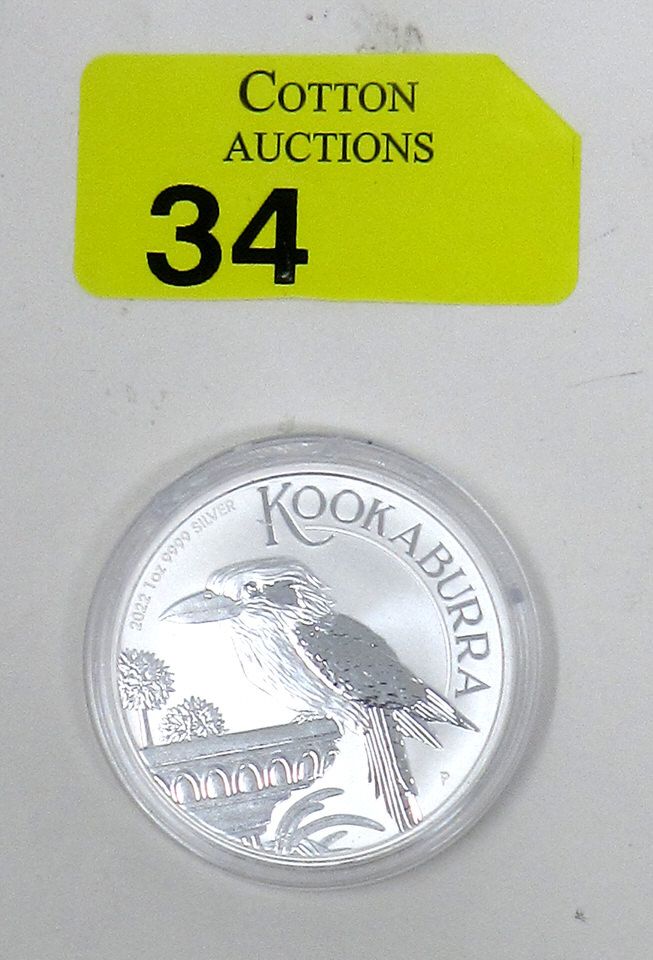 COTTON
AUCTIONS
34
2022 1oz 9999 SILVER
KOOKABURRA
P